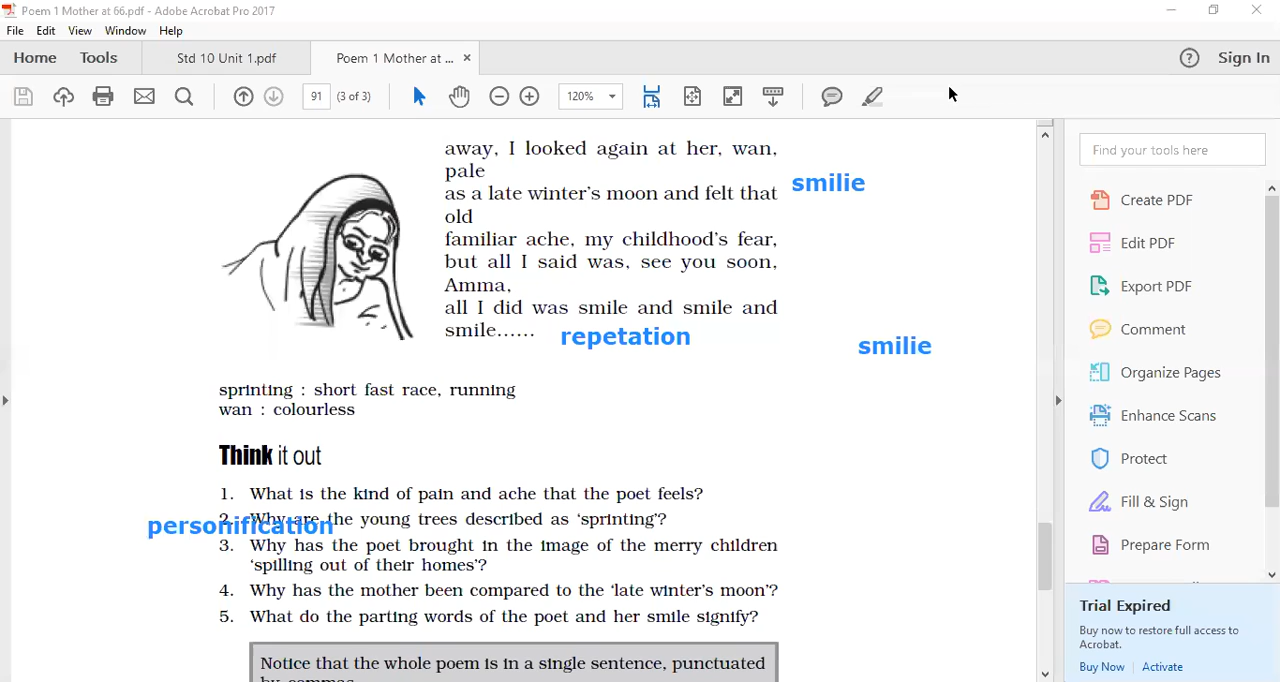 Poem 1 Mother at 66.pdf - Adobe Acrobat Pro 2017
File Edit View Window Help
Home Tools Std 10 Unit 1.pdf Poem 1 Mother at ... × Sign In
91 (3 of 3) 120%
away, I looked again at her, wan,
pale
smilie
as a late winter's moon and felt that
old
familiar ache, my childhood's fear,
but all I said was, see you soon,
Amma,
all I did was smile and smile and
smile......
repetation
smilie
sprinting : short fast race, running
wan : colourless
Think it out
1. What is the kind of pain and ache that the poet feels?
2. Why are the young trees described as 'sprinting'?
personification
3. Why has the poet brought in the image of the merry children
'spilling out of their homes'?
4. Why has the mother been compared to the 'late winter's moon'?
5. What do the parting words of the poet and her smile signify?
Notice that the whole poem is in a single sentence, punctuated
by commas.
Find your tools here
Create PDF
Edit PDF
Export PDF
Comment
Organize Pages
Enhance Scans
Protect
Fill & Sign
Prepare Form
Trial Expired
Buy now to restore full access to
Acrobat.
Buy Now Activate